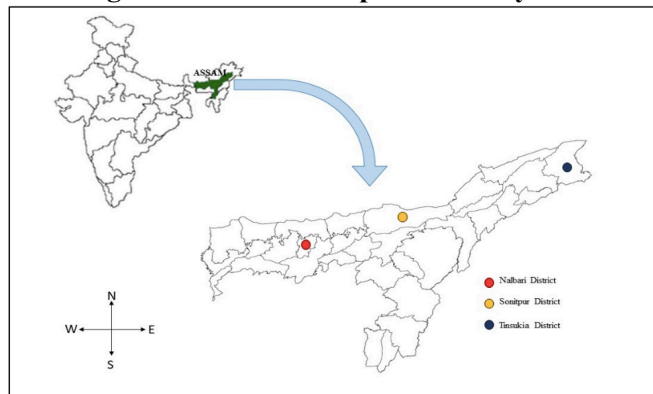 ASSAM
Nalbari District
Sonitpur District
Tinsukia District
N
W
E
S